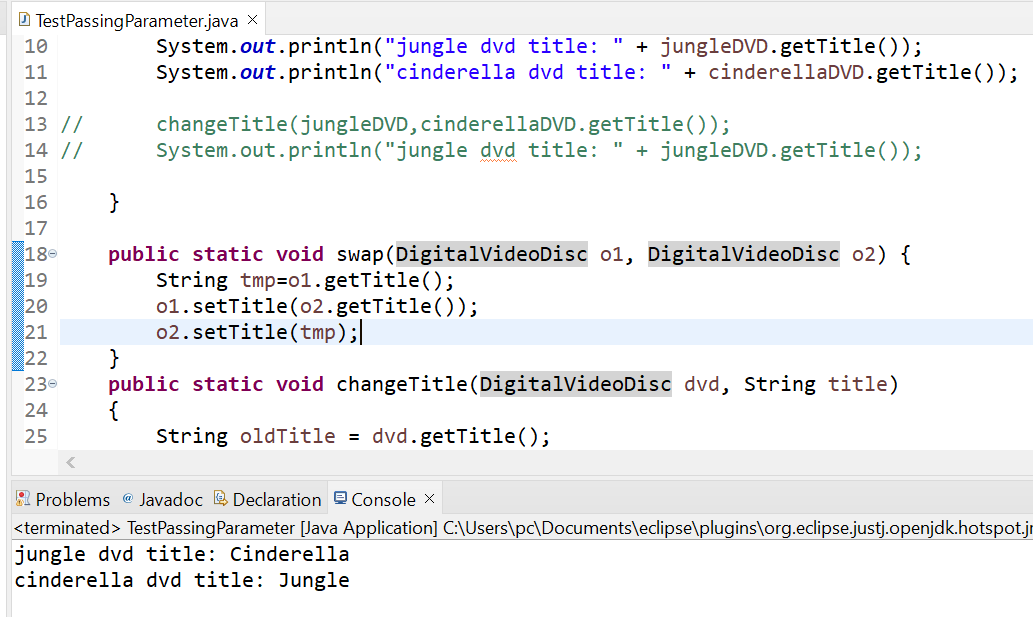 TestPassingParameter.java
10 System.out.println("jungle dvd title: " + jungleDVD.getTitle());
11 System.out.println("cinderella dvd title: " + cinderellaDVD.getTitle());
12
13 // changeTitle(jungleDVD,cinderellaDVD.getTitle());
14 // System.out.println("jungle dvd title: " + jungleDVD.getTitle());
15
16 }
17
18 public static void swap(DigitalVideoDisc o1, DigitalVideoDisc o2) {
19 String tmp=o1.getTitle();
20 o1.setTitle(o2.getTitle());
21 o2.setTitle(tmp);
22 }
23 public static void changeTitle(DigitalVideoDisc dvd, String title)
24 {
25 String oldTitle = dvd.getTitle();
Problems @ Javadoc Declaration Console
<terminated> TestPassingParameter [Java Application] C:\Users\pc\Documents\eclipse\plugins\org.eclipse.justj.openjdk.hotspot.jr
jungle dvd title: Cinderella
cinderella dvd title: Jungle